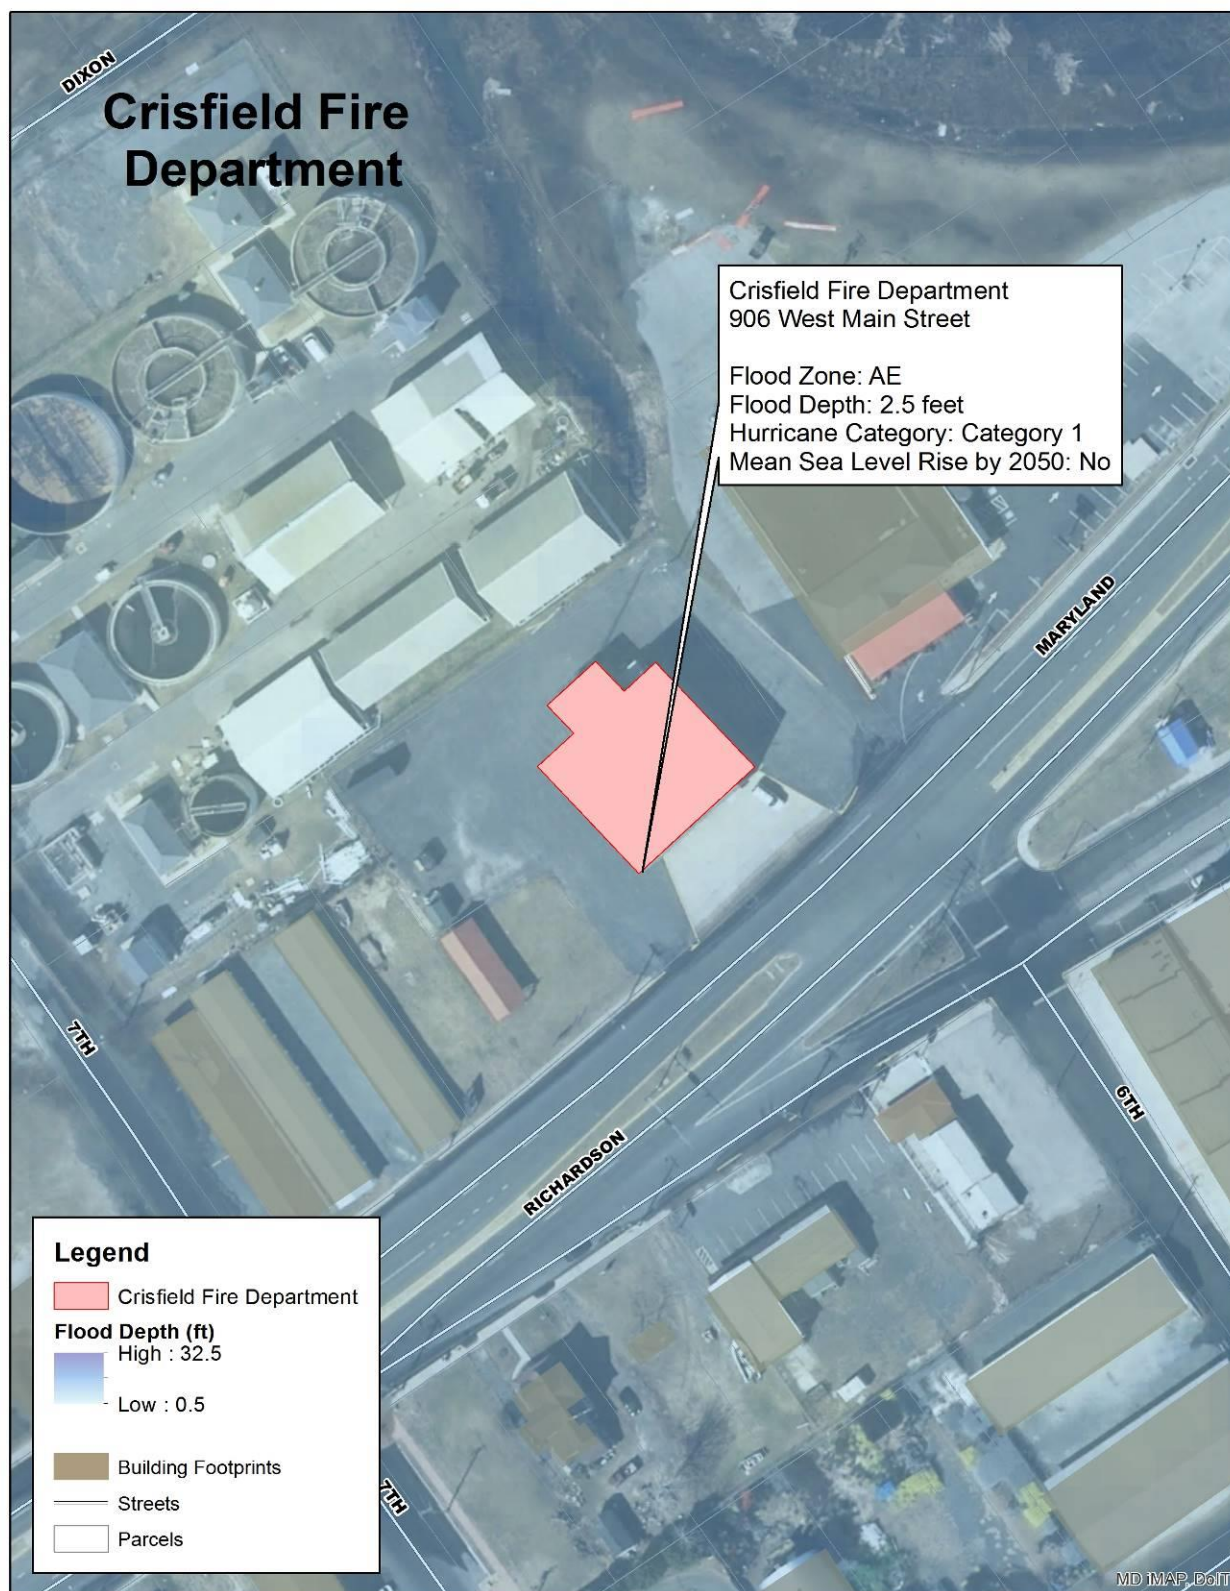 DIXON
Crisfield Fire
Department
Crisfield Fire Department
906 West Main Street
Flood Zone: AE
Flood Depth: 2.5 feet
Hurricane Category: Category 1
Mean Sea Level Rise by 2050: No
MARYLAND
7TH
6TH
RICHARDSON
Legend
Crisfield Fire Department
Flood Depth (ft)
High : 32.5
Low : 0.5
Building Footprints
Streets
Parcels
7TH
MD iMAP, DoIT